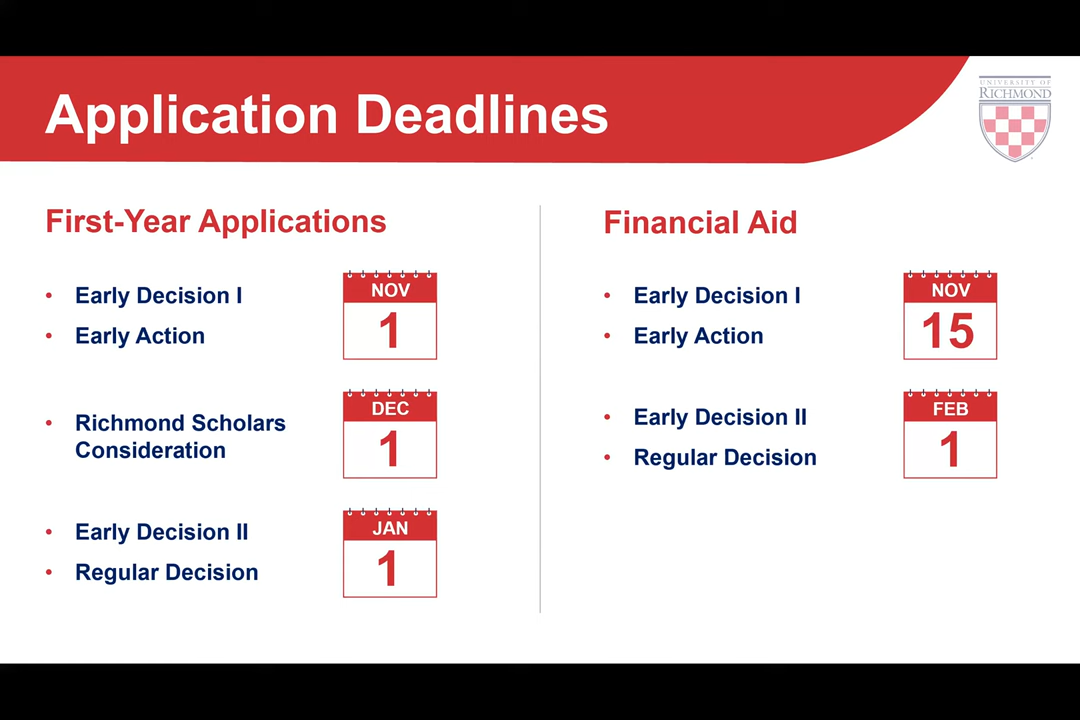 Application Deadlines
UNIVERSITY OF
RICHMOND
First-Year Applications
• Early Decision I
• Early Action
NOV
1
• Richmond Scholars
Consideration
DEC
1
• Early Decision II
• Regular Decision
JAN
1
Financial Aid
• Early Decision I
• Early Action
NOV
15
• Early Decision II
• Regular Decision
FEB
1